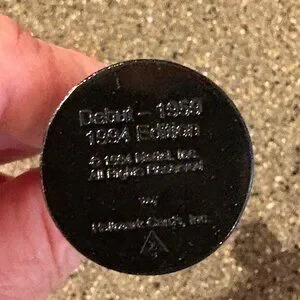 Debut – 1959
1994 Edition
© 1994 Mattel, Inc.
All Rights Reserved
Hallmark Cards, Inc.